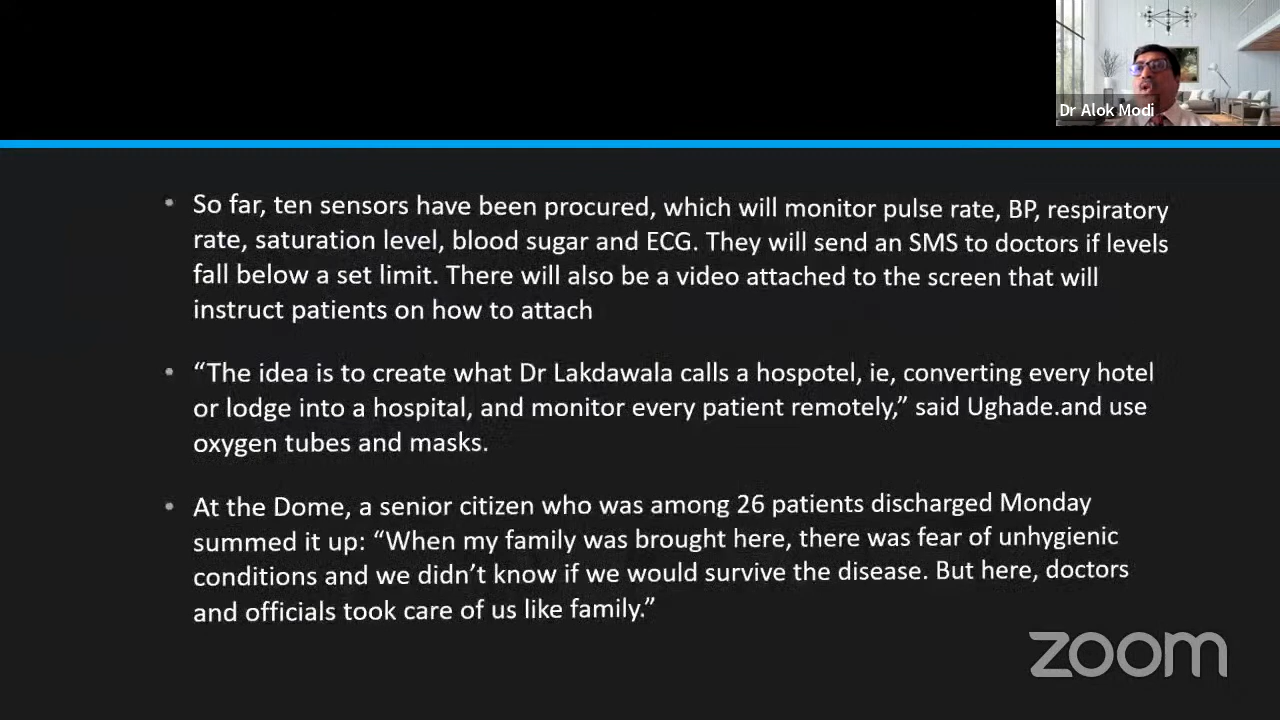 Dr Alok Modi
• So far, ten sensors have been procured, which will monitor pulse rate, BP, respiratory
rate, saturation level, blood sugar and ECG. They will send an SMS to doctors if levels
fall below a set limit. There will also be a video attached to the screen that will
instruct patients on how to attach
• “The idea is to create what Dr Lakdawala calls a hospotel, ie, converting every hotel
or lodge into a hospital, and monitor every patient remotely,” said Ughade.and use
oxygen tubes and masks.
• At the Dome, a senior citizen who was among 26 patients discharged Monday
summed it up: “When my family was brought here, there was fear of unhygienic
conditions and we didn’t know if we would survive the disease. But here, doctors
and officials took care of us like family.”
zoom